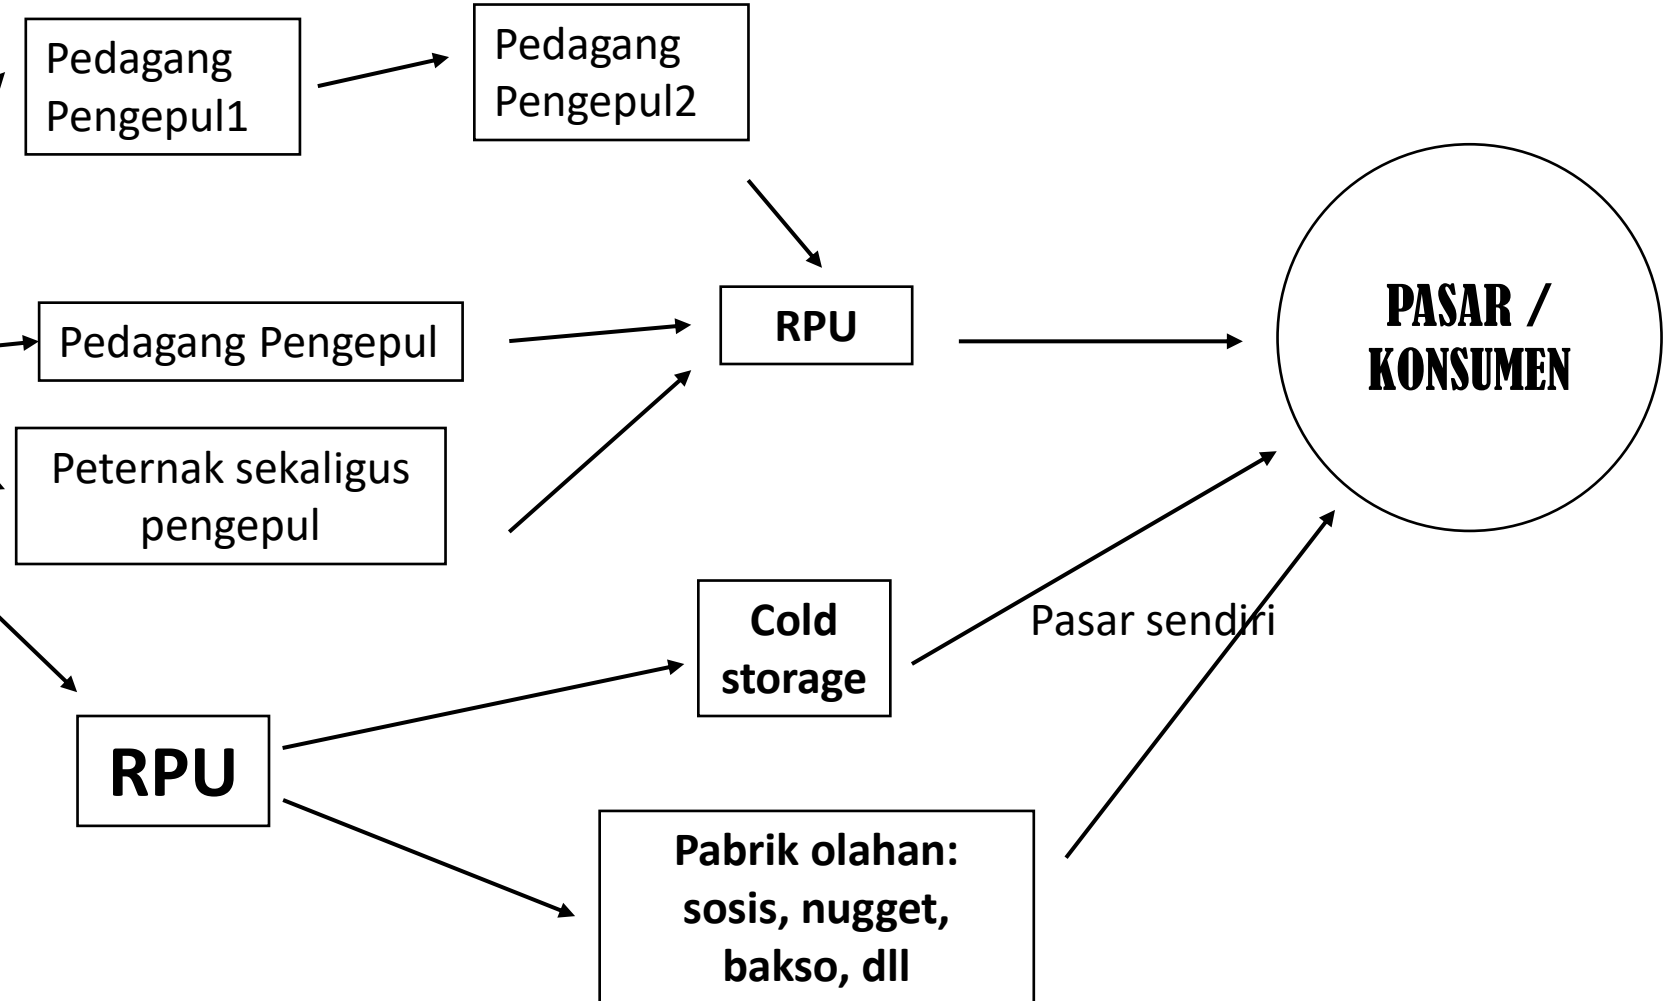 Pedagang
Pengepul1
Pedagang
Pengepul2
Pedagang Pengepul
RPU
PASAR /
KONSUMEN
Peternak sekaligus
pengepul
Cold
storage
Pasar sendiri
RPU
Pabrik olahan:
sosis, nugget,
bakso, dll